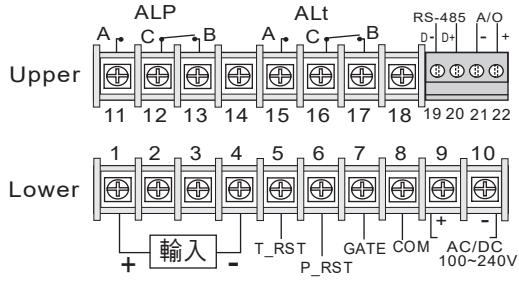 ALP ALt RS-485 A/O
A C B A C B D- D+ - +
Upper
11 12 13 14 15 16 17 18 19 20 21 22
1 2 3 4 5 6 7 8 9 10
Lower
+ 輸入 - T_RST P_RST GATE COM + - AC/DC
100~240V